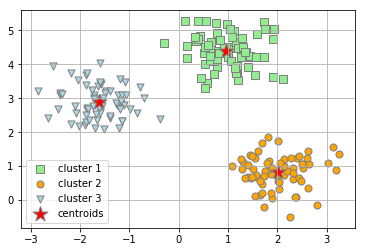 5
4
3
2
1
0
cluster 1
cluster 2
cluster 3
centroids
−3 −2 −1 0 1 2 3